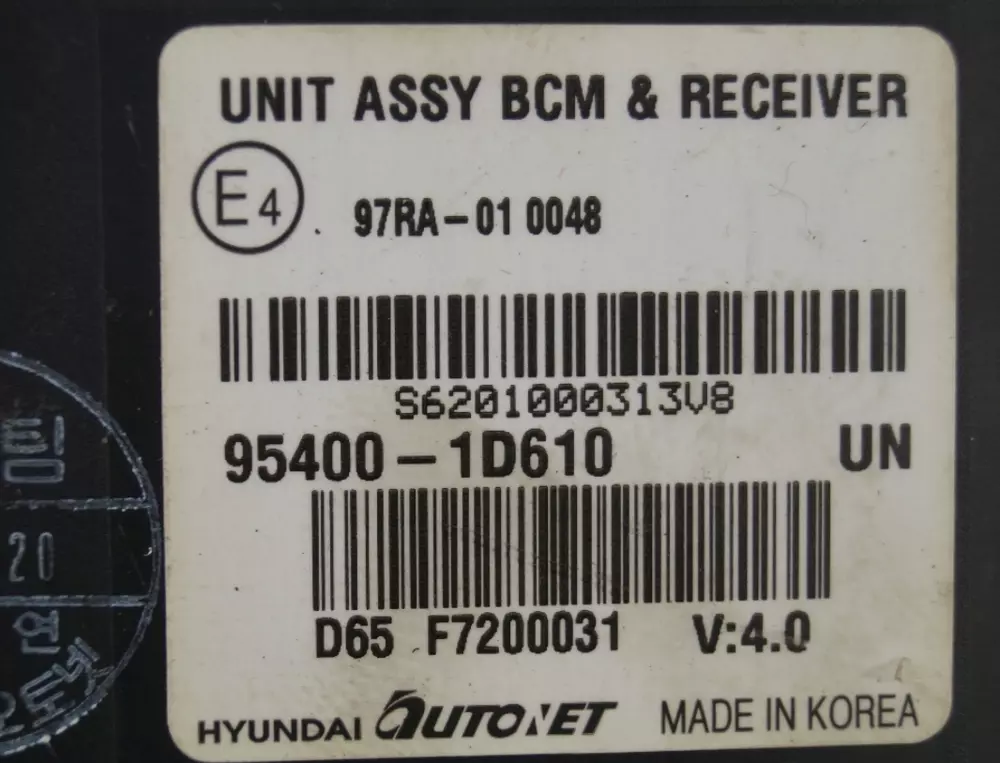 UNIT ASSY BCM & RECEIVER
E4
97RA-01 0048
S6201000313V8
95400-1D610 UN
D65 F7200031 V:4.0
HYUNDAI AUTONET MADE IN KOREA
20